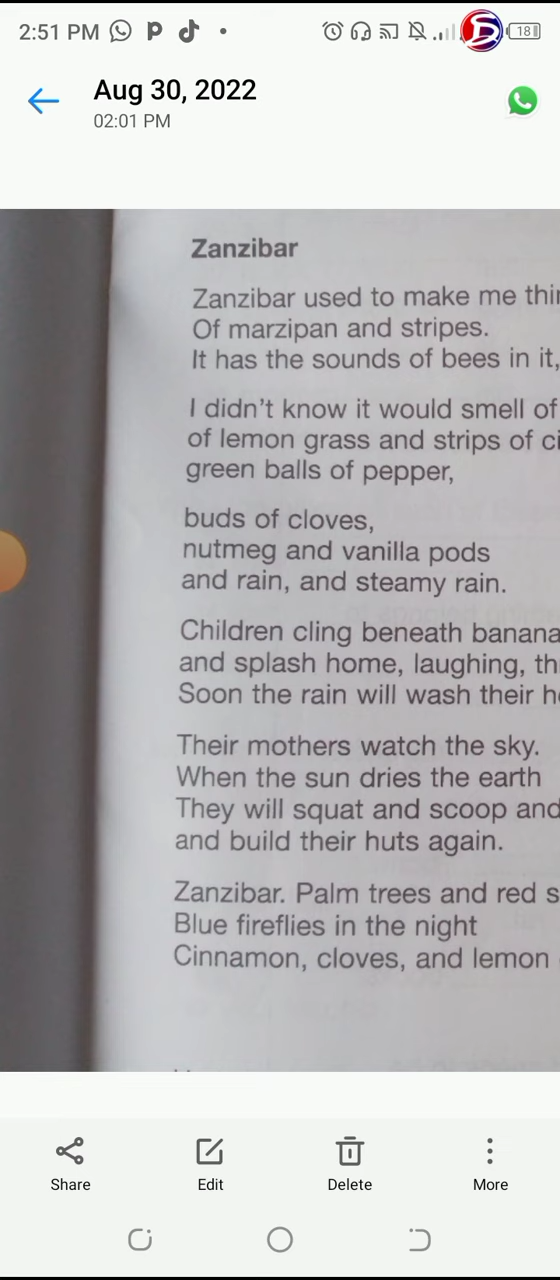 2:51 PM
18
Aug 30, 2022
02:01 PM
Zanzibar
Zanzibar used to make me
Of marzipan and stripes.
It has the sounds of bees in it,
I didn't know it would smell of
of lemon grass and strips of
green balls of pepper,
buds of cloves,
nutmeg and vanilla pods
and rain, and steamy rain.
Children cling beneath banana
and splash home, laughing,
Soon the rain will wash their
Their mothers watch the sky.
When the sun dries the earth
They will squat and scoop and
and build their huts again.
Zanzibar. Palm trees and red
Blue fireflies in the night
Cinnamon, cloves, and lemon
Share
Edit
Delete
More